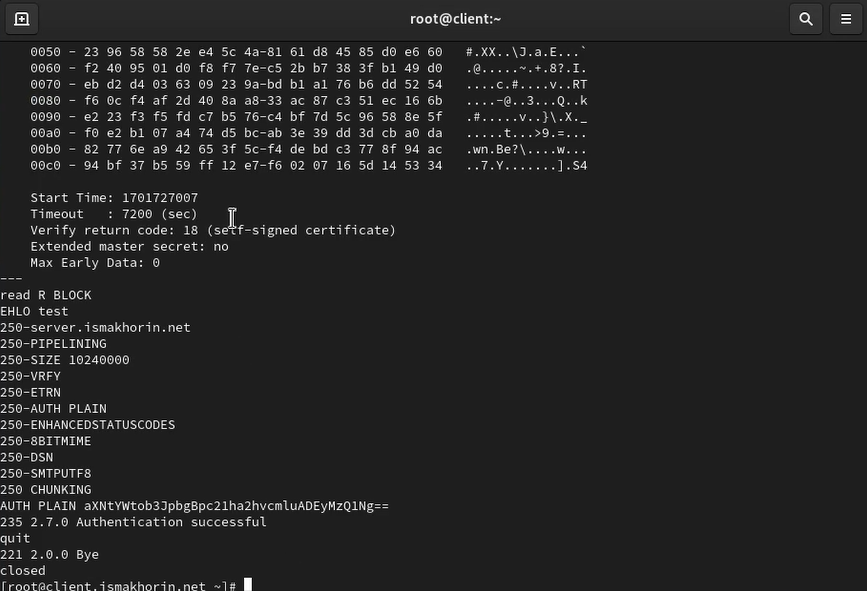 root@client:~
0050 - 23 96 58 58 2e e4 5c 4a-81 61 d8 45 85 d0 e6 60   #.XX..\J.a.E...`
0060 - f2 40 95 01 d0 f8 f7 7e-c5 2b b7 38 3f b1 49 d0   .@.....~.+.8?.I.
0070 - eb d2 d4 03 63 09 23 9a-bd b1 a1 76 b6 dd 52 54   ....c.#....v..RT
0080 - f6 0c f4 af 2d 40 8a a8-33 ac 87 c3 51 ec 16 6b   ....-@..3...Q..k
0090 - e2 23 f3 f5 fd c7 b5 76-c4 bf 7d 5c 96 58 8e 5f   .#.....v..}\.X._
00a0 - f0 e2 b1 07 a4 74 d5 bc-ab 3e 39 dd 3d cb a0 da   .....t...>9.=...
00b0 - 82 77 6e a9 42 65 3f 5c-f4 de bd c3 77 8f 94 ac   .wn.Be?\....w...
00c0 - 94 bf 37 b5 59 ff 12 e7-f6 02 07 16 5d 14 53 34   ..7.Y.......].S4
Start Time: 1701727007
Timeout   : 7200 (sec)
Verify return code: 18 (self-signed certificate)
Extended master secret: no
Max Early Data: 0
---
read R BLOCK
EHLO test
250-server.ismakhorin.net
250-PIPELINING
250-SIZE 10240000
250-VRFY
250-ETRN
250-AUTH PLAIN
250-ENHANCEDSTATUSCODES
250-8BITMIME
250-DSN
250-SMTPUTF8
250 CHUNKING
AUTH PLAIN aXNtYWtob3JpbgBpc21ha2hvcmluADEyMzQ1Ng==
235 2.7.0 Authentication successful
quit
221 2.0.0 Bye
closed
[root@client.ismakhorin.net ~]#